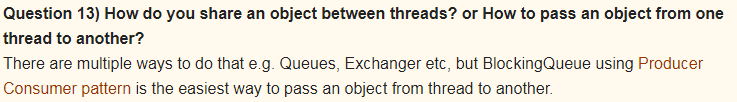 Question 13) How do you share an object between threads? or How to pass an object from one
thread to another?
There are multiple ways to do that e.g. Queues, Exchanger etc, but BlockingQueue using Producer
Consumer pattern is the easiest way to pass an object from thread to another.